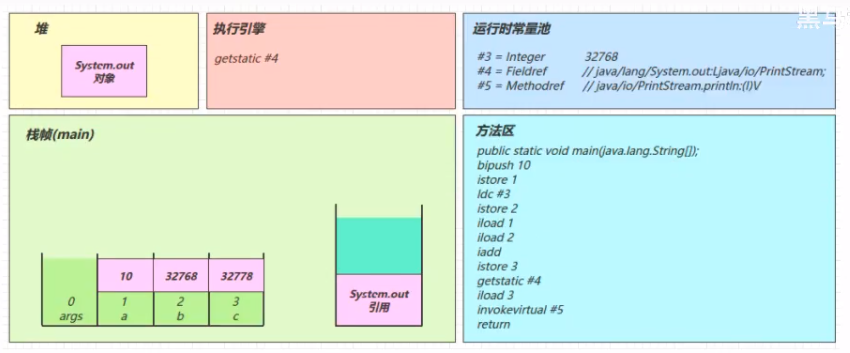 堆
System.out
对象
执行引擎
getstatic #4
运行时常量池
#3 = Integer 32768
#4 = Fieldref // java/lang/System.out:Ljava/io/PrintStream;
#5 = Methodref // java/io/PrintStream.println:(I)V
栈帧(main)
10 32768 32778
0 1 2 3
args a b c
System.out
引用
方法区
public static void main(java.lang.String[]);
bipush 10
istore 1
ldc #3
istore 2
iload 1
iload 2
iadd
istore 3
getstatic #4
iload 3
invokevirtual #5
return